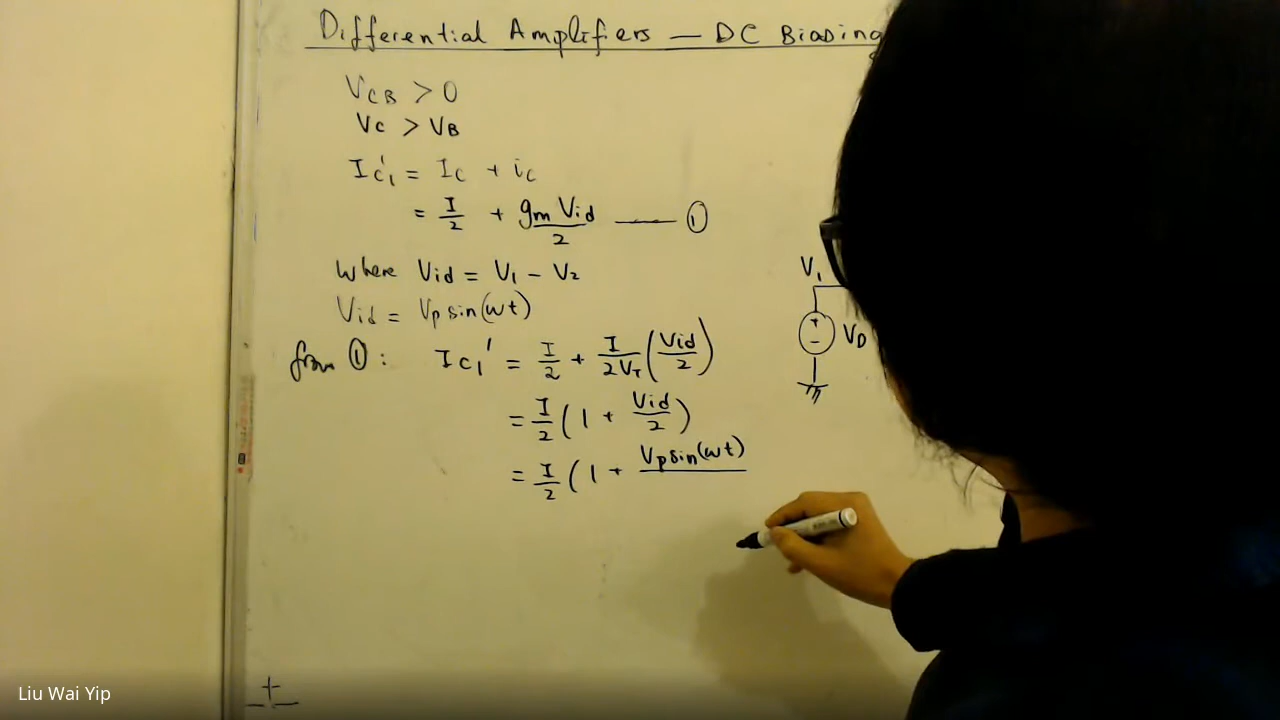 Differential Amplifiers — DC Biasing
VCB > 0
VC > VB
IC1' = IC + ic
= I/2 + gm Vid/2 —— ①
where Vid = V1 - V2
Vid = Vp sin(ωt)
from ①: IC1' = I/2 + I/2VT (Vid/2)
= I/2 (1 + Vid/2)
= I/2 (1 + Vp sin(ωt)
V1
+
-
VD
+
Liu Wai Yip